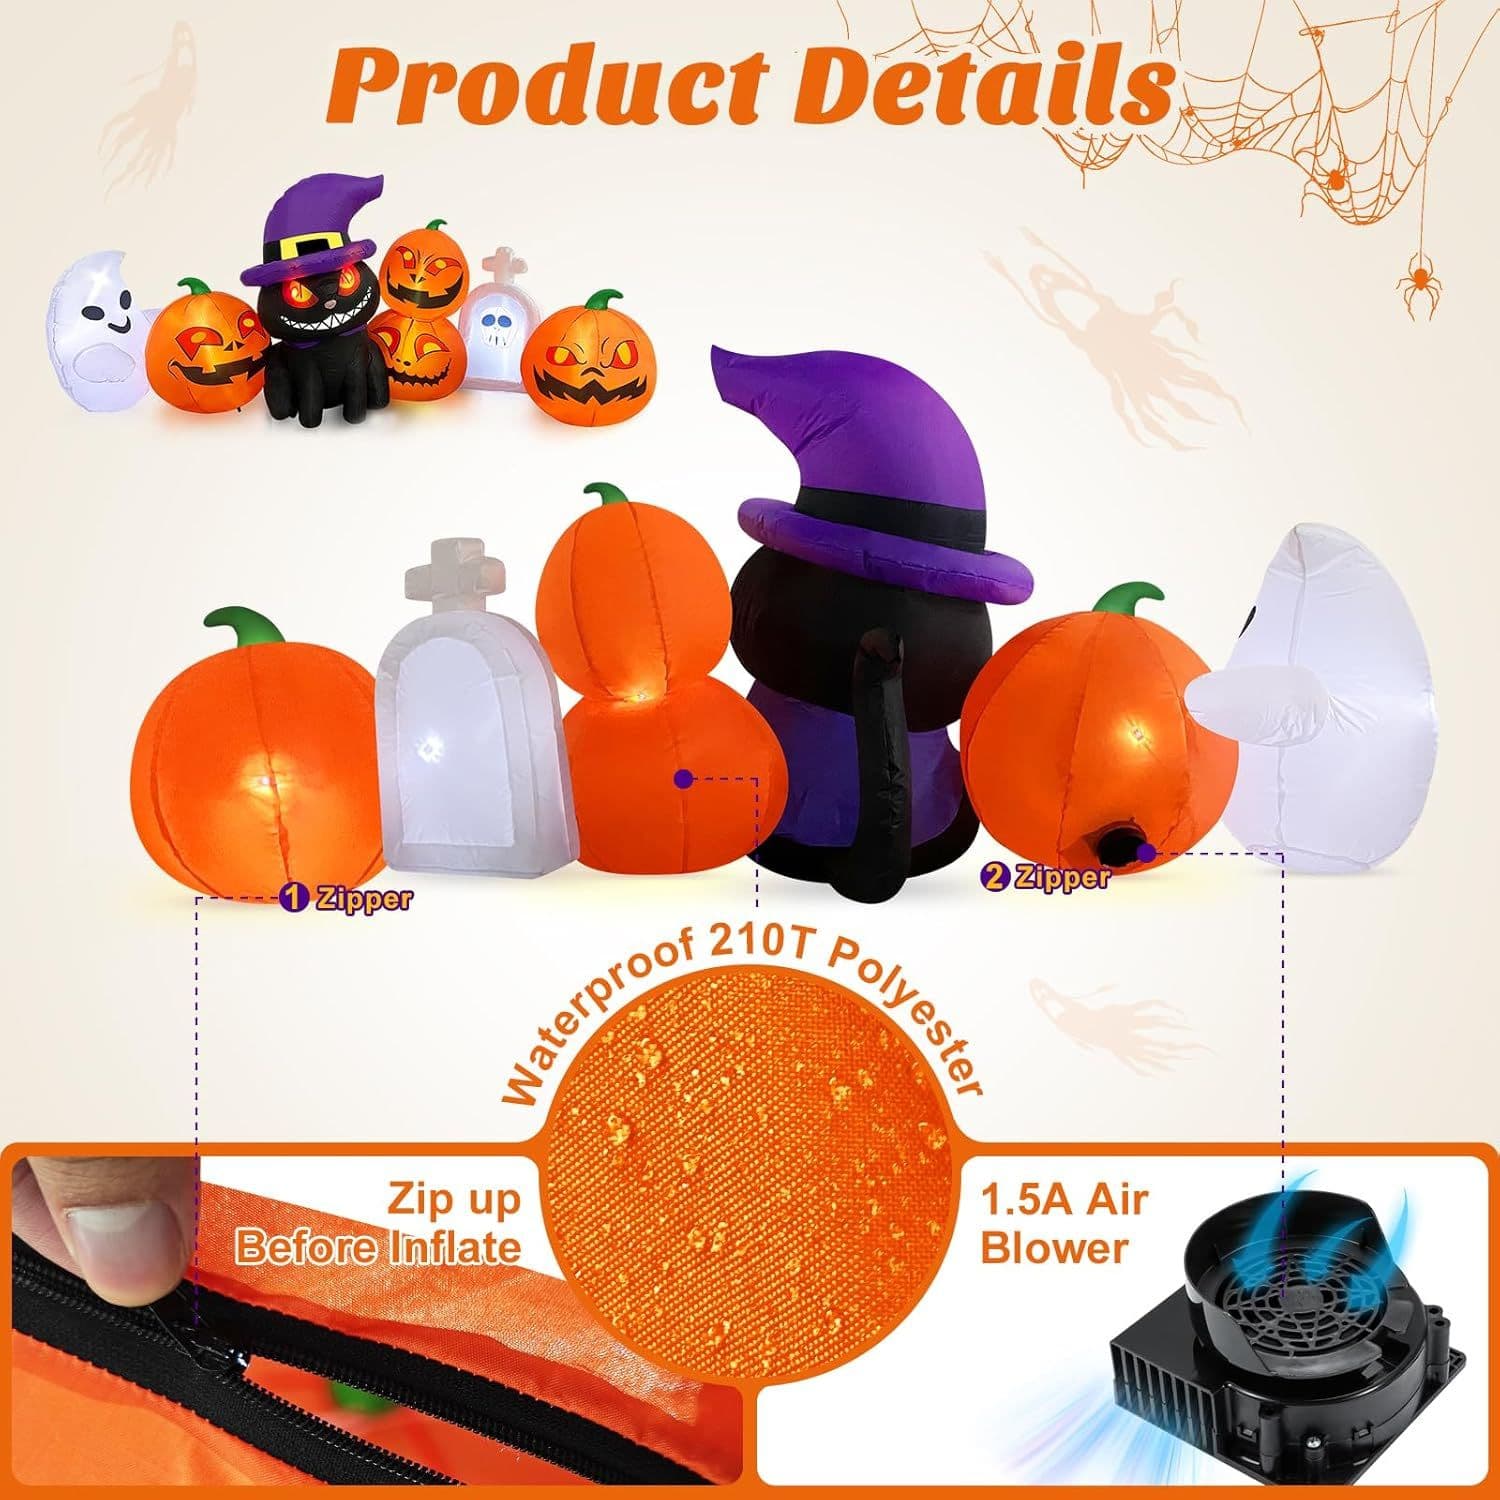 Product Details
1 Zipper
2 Zipper
Waterproof 210T Polyester
Zip up
Before Inflate
1.5A Air
Blower